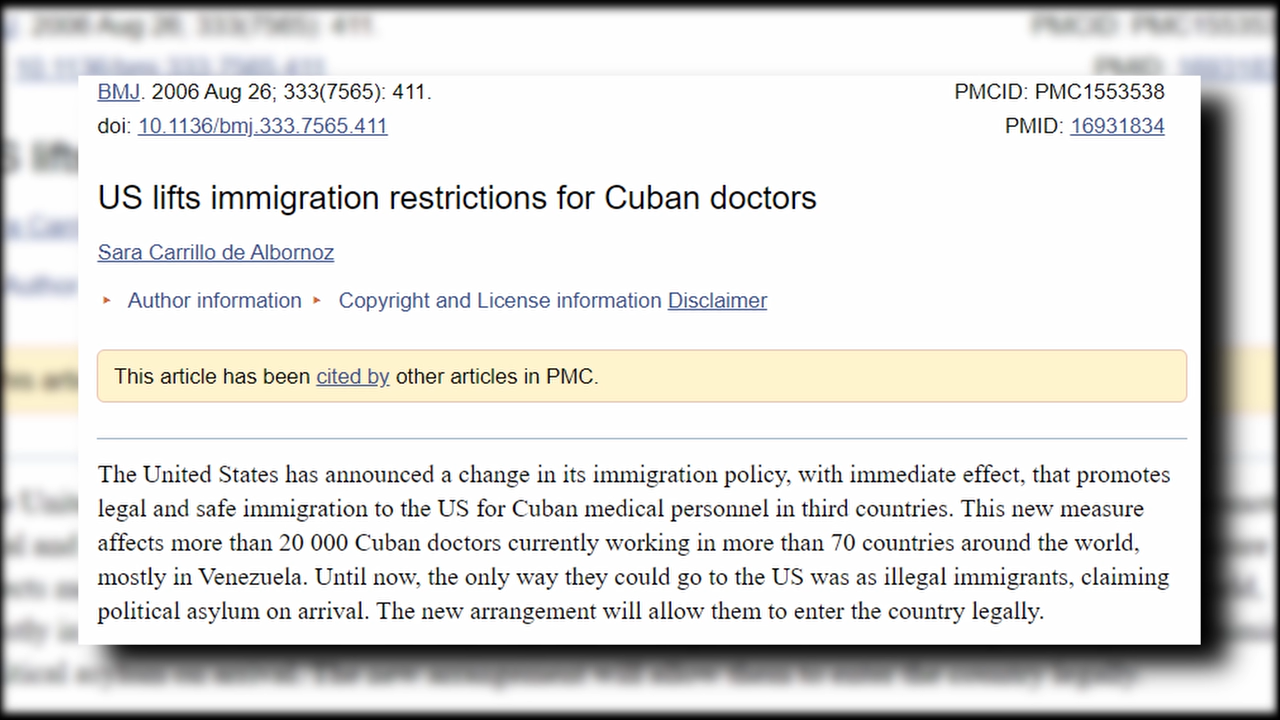 2006 Aug 26; 333(7565): 411.
BMJ. 2006 Aug 26; 333(7565): 411.
PMCID: PMC1553538
doi: 10.1136/bmj.333.7565.411
PMID: 16931834
US lifts immigration restrictions for Cuban doctors
Sara Carrillo de Albornoz
▸ Author information ▸ Copyright and License information Disclaimer
This article has been cited by other articles in PMC.
The United States has announced a change in its immigration policy, with immediate effect, that promotes
legal and safe immigration to the US for Cuban medical personnel in third countries. This new measure
affects more than 20 000 Cuban doctors currently working in more than 70 countries around the world,
mostly in Venezuela. Until now, the only way they could go to the US was as illegal immigrants, claiming
political asylum on arrival. The new arrangement will allow them to enter the country legally.